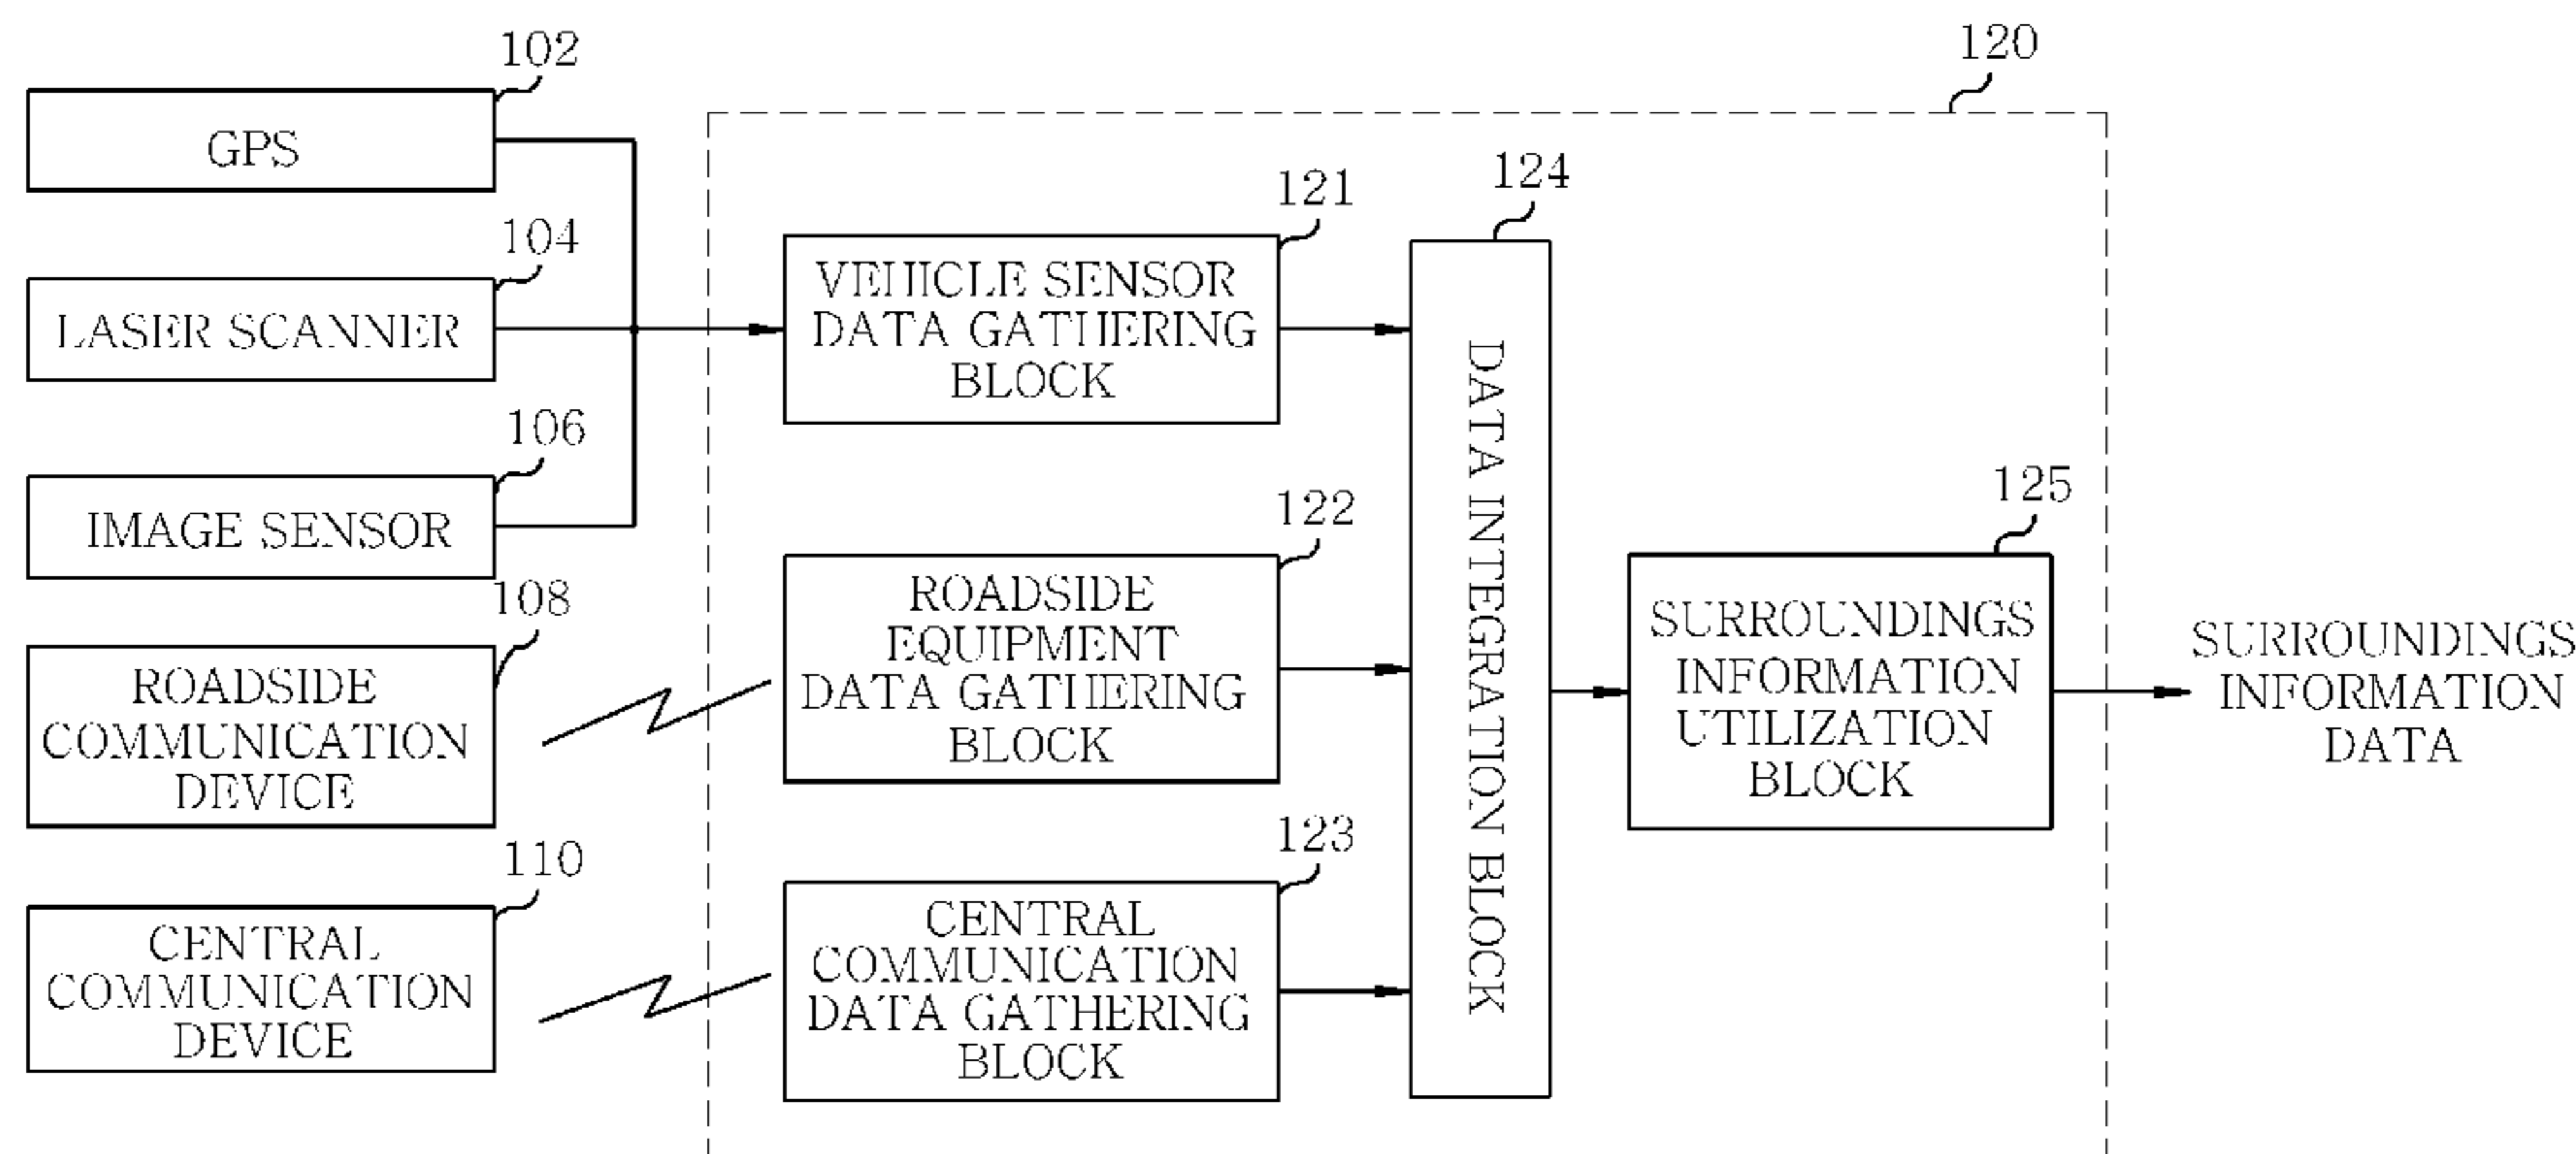 102
GPS
104
LASER SCANNER
106
IMAGE SENSOR
108
ROADSIDE
COMMUNICATION
DEVICE
110
CENTRAL
COMMUNICATION
DEVICE
120
121
VEHICLE SENSOR
DATA GATHERING
BLOCK
122
ROADSIDE
EQUIPMENT
DATA GATHERING
BLOCK
123
CENTRAL
COMMUNICATION
DATA GATHERING
BLOCK
124
DATA INTEGRATION BLOCK
125
SURROUNDINGS
INFORMATION
UTILIZATION
BLOCK
SURROUNDINGS
INFORMATION
DATA